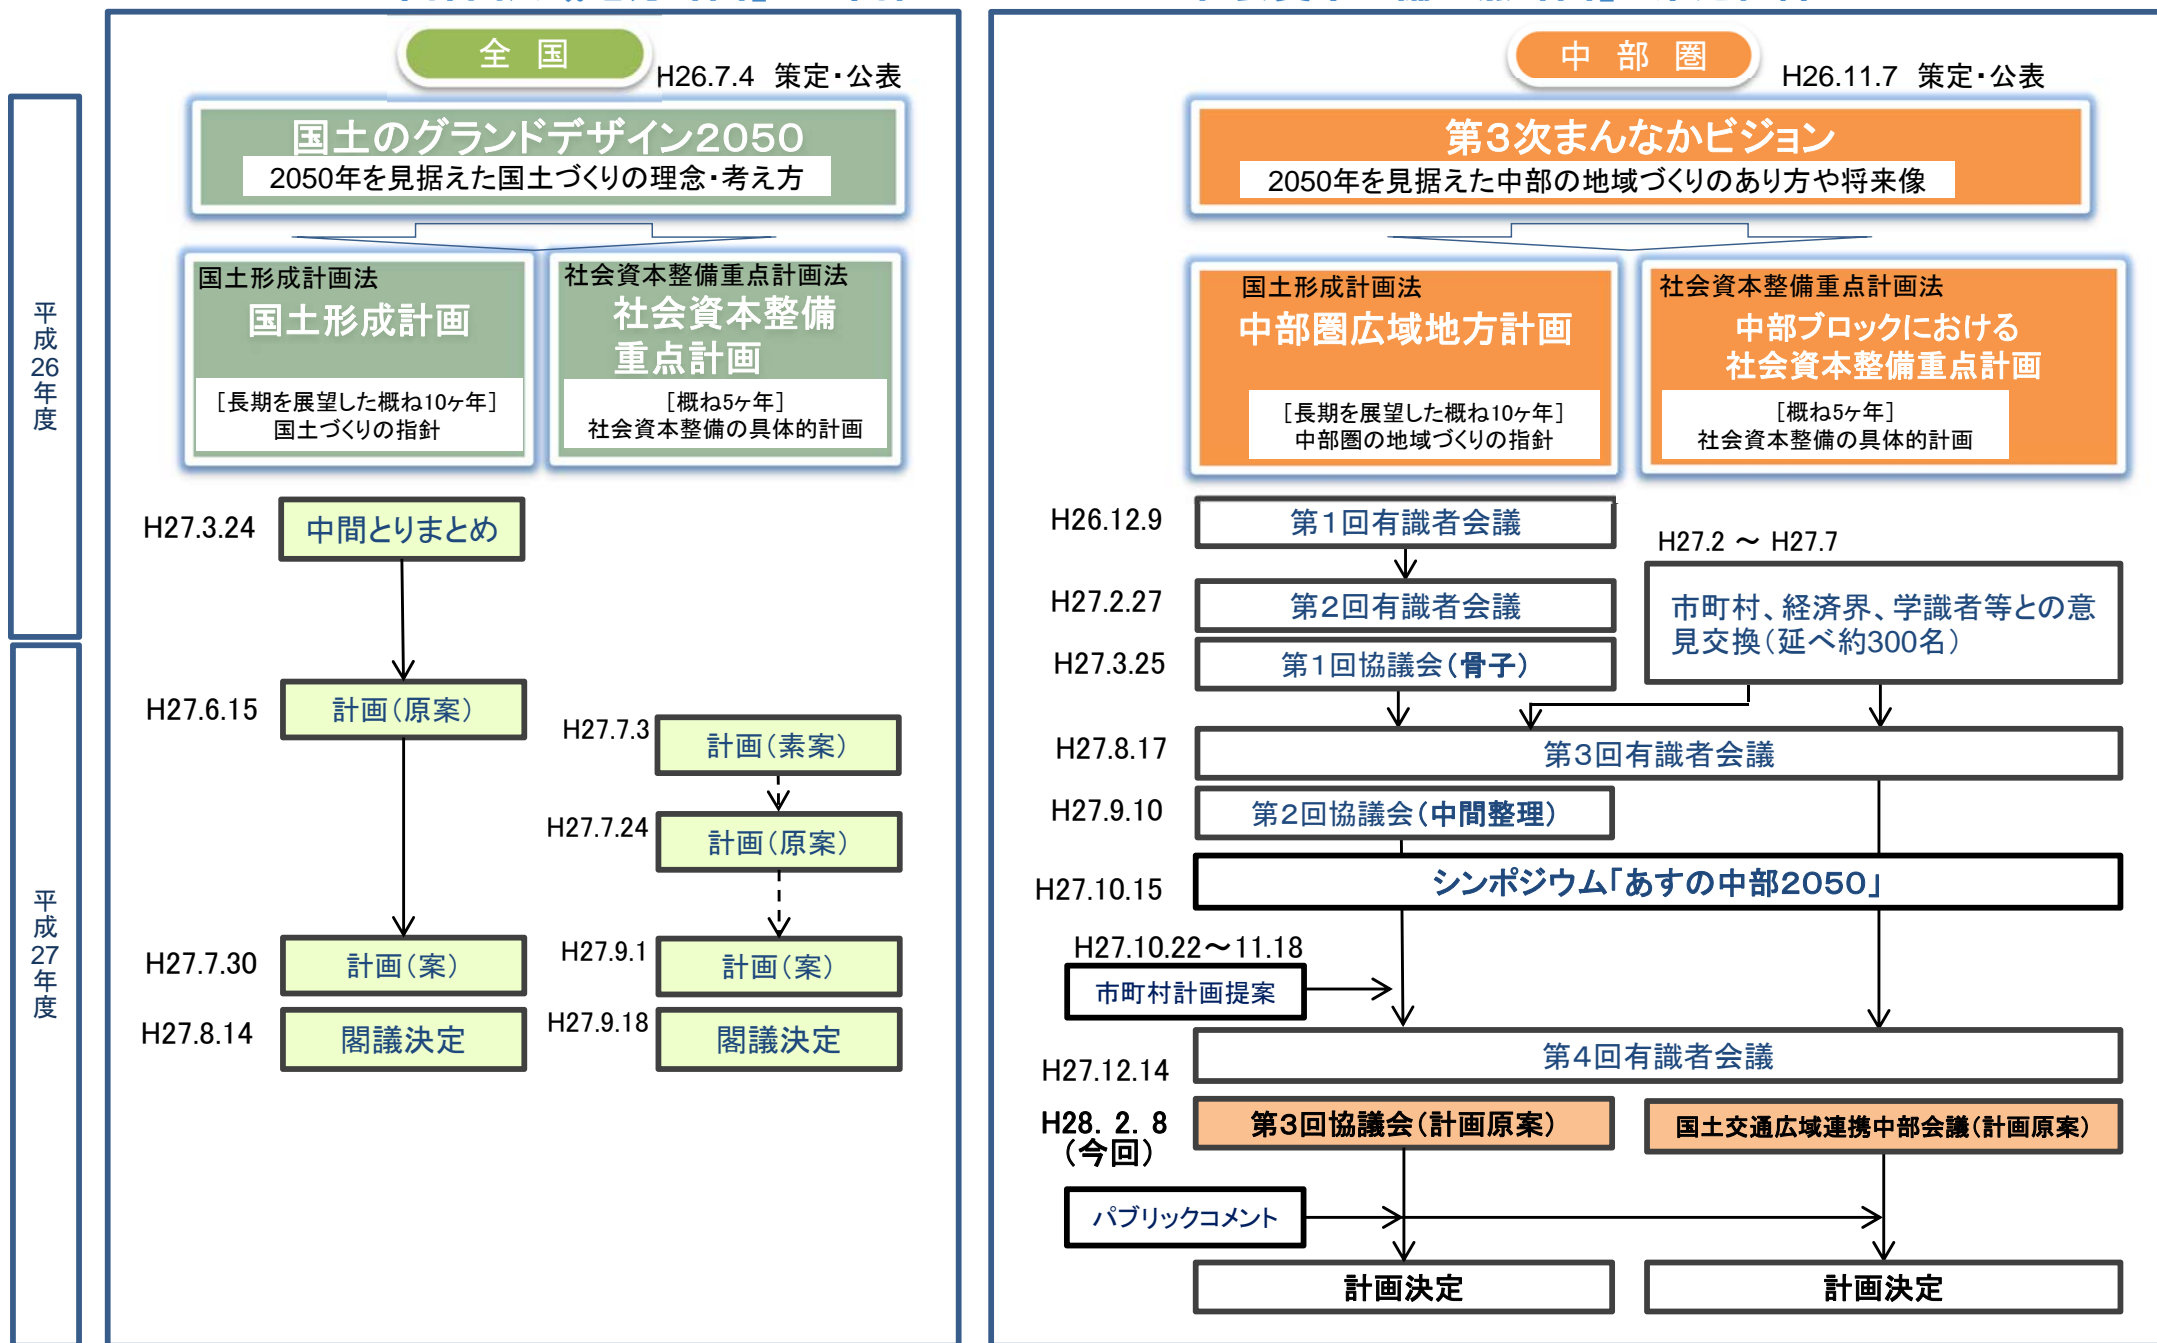 全 国
H26.7.4 策定・公表
国土のグランドデザイン2050
2050年を見据えた国土づくりの理念・考え方
国土形成計画法
国土形成計画
[長期を展望した概ね10ヶ年]
国土づくりの指針
社会資本整備重点計画法
社会資本整備
重点計画
[概ね5ヶ年]
社会資本整備の具体的計画
平成26年度
H27.3.24
中間とりまとめ
平成27年度
H27.6.15
計画(原案)
H27.7.30
計画(案)
H27.8.14
閣議決定
H27.7.3
計画(素案)
H27.7.24
計画(原案)
H27.9.1
計画(案)
H27.9.18
閣議決定
中 部 圏
H26.11.7 策定・公表
第3次まんなかビジョン
2050年を見据えた中部の地域づくりのあり方や将来像
国土形成計画法
中部圏広域地方計画
[長期を展望した概ね10ヶ年]
中部圏の地域づくりの指針
社会資本整備重点計画法
中部ブロックにおける
社会資本整備重点計画
[概ね5ヶ年]
社会資本整備の具体的計画
H26.12.9
第1回有識者会議
H27.2.27
第2回有識者会議
H27.3.25
第1回協議会(骨子)
H27.2 ～ H27.7
市町村、経済界、学識者等との意
見交換(延べ約300名)
H27.8.17
第3回有識者会議
H27.9.10
第2回協議会(中間整理)
H27.10.15
シンポジウム「あすの中部2050」
H27.10.22～11.18
市町村計画提案
H27.12.14
第4回有識者会議
H28. 2. 8
(今回)
第3回協議会(計画原案)
国土交通広域連携中部会議(計画原案)
パブリックコメント
計画決定
計画決定